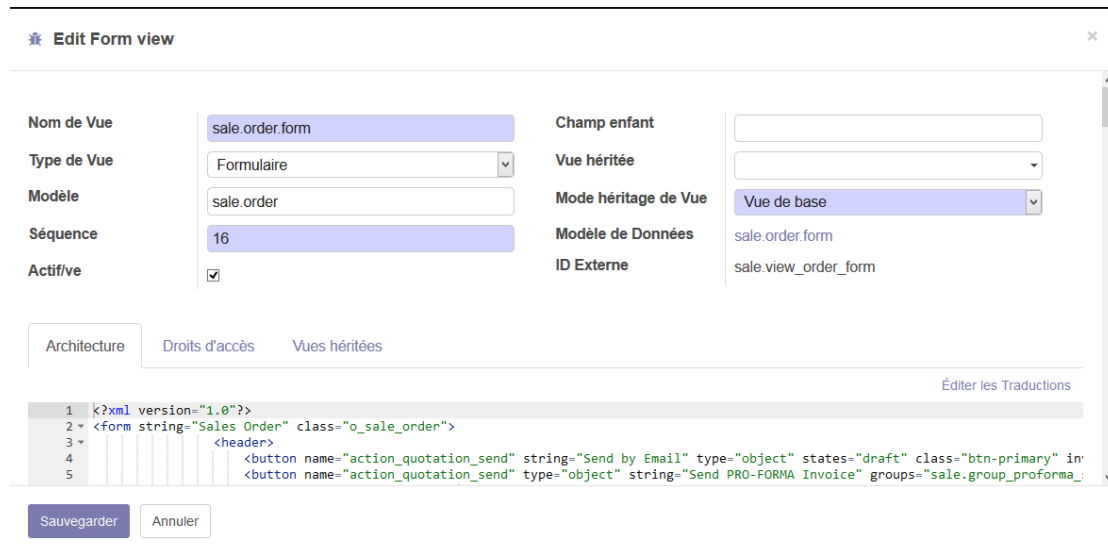 Edit Form view
×
Nom de Vue
sale.order.form
Champ enfant
Type de Vue
Formulaire
Vue héritée
Modèle
sale.order
Mode héritage de Vue
Vue de base
Séquence
16
Modèle de Données
sale.order.form
Actif/ve
ID Externe
sale.view_order_form
Architecture Droits d'accès Vues héritées
Éditer les Traductions
1 <?xml version="1.0"?>
2 <form string="Sales Order" class="o_sale_order">
3 <header>
4 <button name="action_quotation_send" string="Send by Email" type="object" states="draft" class="btn-primary" in
5 <button name="action_quotation_send" type="object" string="Send PRO-FORMA Invoice" groups="sale.group_proforma_
Sauvegarder Annuler